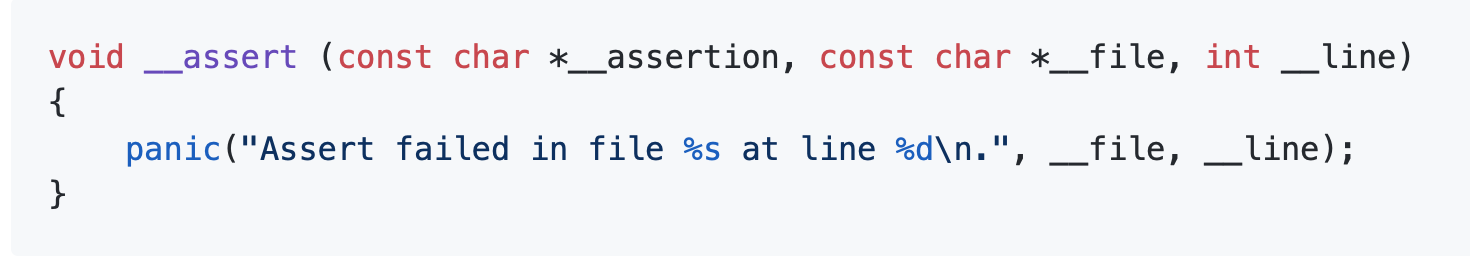 void __assert (const char *__assertion, const char *__file, int __line)
{
    panic("Assert failed in file %s at line %d\n.", __file, __line);
}